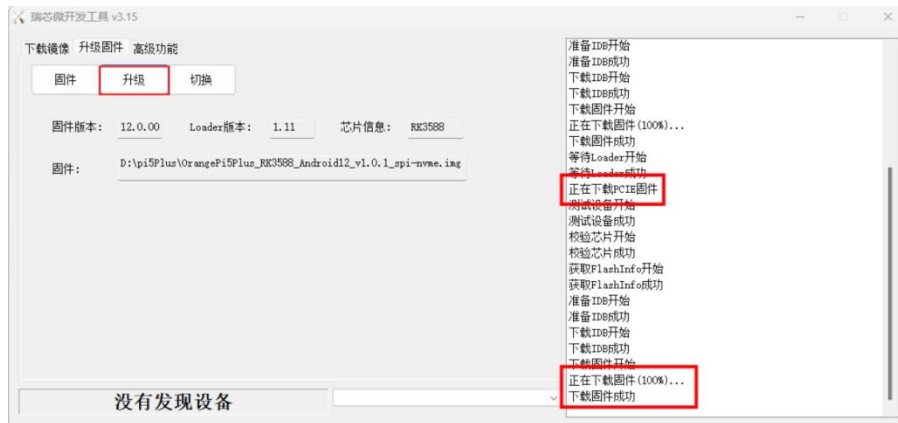 瑞芯微开发工具 v3.15
下载镜像 升级固件 高级功能
固件 升级 切换
固件版本: 12.0.00 Loader版本: 1.11 芯片信息: RK3588
固件: D:\pi5Plus\OrangePi5Plus_RK3588_Android12_v1.0.1_spi-nvme.img
没有发现设备
准备IDB开始
准备IDB成功
下载IDB开始
下载IDB成功
下载固件开始
正在下载固件(100%)...
下载固件成功
等待Loader开始
等待Loader成功
正在下载PCIE固件
测试设备开始
测试设备成功
校验芯片开始
校验芯片成功
获取FlashInfo开始
获取FlashInfo成功
准备IDB开始
准备IDB成功
下载IDB开始
下载IDB成功
下载固件开始
正在下载固件(100%)...
下载固件成功